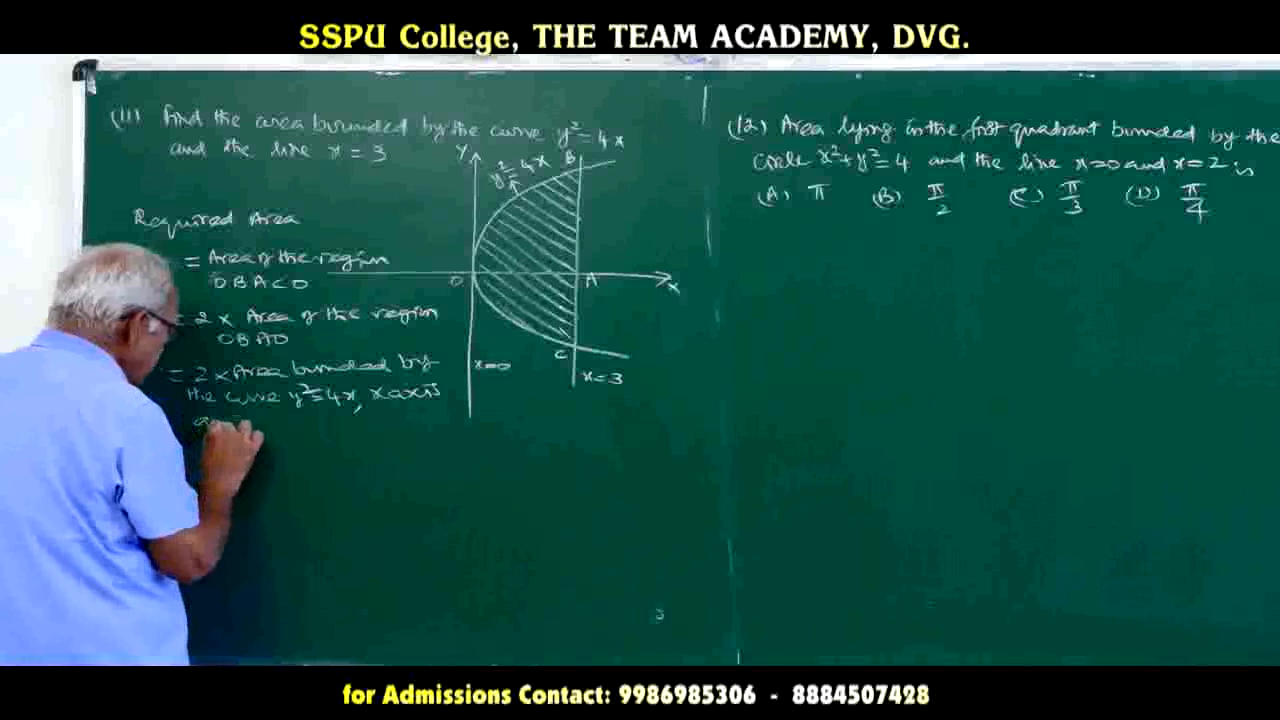 SSPU College, THE TEAM ACADEMY, DVG.
(11) Find the area bounded by the curve y² = 4x
and the line x = 3
Required Area
= Area of the region
OBACO
= 2 × Area of the region
OBAO
= 2 × Area bounded by
the curve y² = 4x, x axis
Y
y² = 4x
B
O
A
X
C
x=0
x=3
(12) Area lying in the first quadrant bounded by the
circle x² + y² = 4 and the line x=0 and x=2 is
(A) π (B) π/2 (C) π/3 (D) π/4
for Admissions Contact: 9986985306 - 8884507428